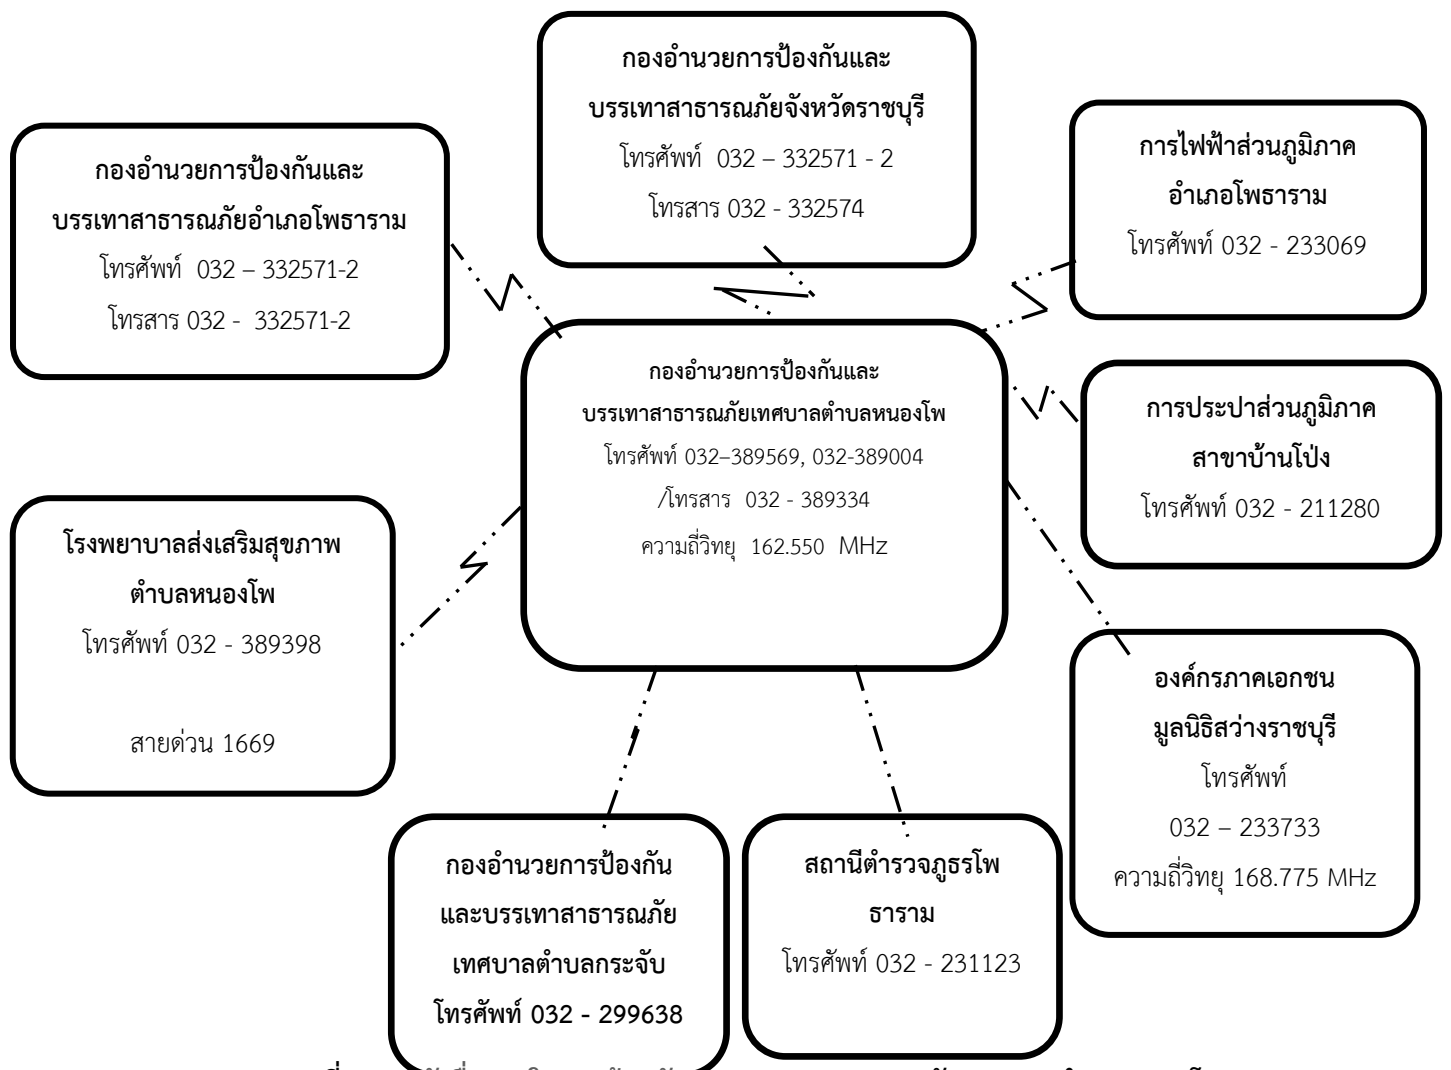 กองอำนวยการป้องกันและ
บรรเทาสาธารณภัยจังหวัดราชบุรี
โทรศัพท์ 032 – 332571 - 2
โทรสาร 032 - 332574
กองอำนวยการป้องกันและ
บรรเทาสาธารณภัยอำเภอโพธาราม
โทรศัพท์ 032 – 332571-2
โทรสาร 032 - 332571-2
การไฟฟ้าส่วนภูมิภาค
อำเภอโพธาราม
โทรศัพท์ 032 - 233069
กองอำนวยการป้องกันและ
บรรเทาสาธารณภัยเทศบาลตำบลหนองโพ
โทรศัพท์ 032–389569, 032-389004
/โทรสาร 032 - 389334
ความถี่วิทยุ 162.550 MHz
การประปาส่วนภูมิภาค
สาขาบ้านโป่ง
โทรศัพท์ 032 - 211280
โรงพยาบาลส่งเสริมสุขภาพ
ตำบลหนองโพ
โทรศัพท์ 032 - 389398
สายด่วน 1669
องค์กรภาคเอกชน
มูลนิธิสว่างราชบุรี
โทรศัพท์
032 – 233733
ความถี่วิทยุ 168.775 MHz
กองอำนวยการป้องกัน
และบรรเทาสาธารณภัย
เทศบาลตำบลกระจับ
โทรศัพท์ 032 - 299638
สถานีตำรวจภูธรโพ
ธาราม
โทรศัพท์ 032 - 231123